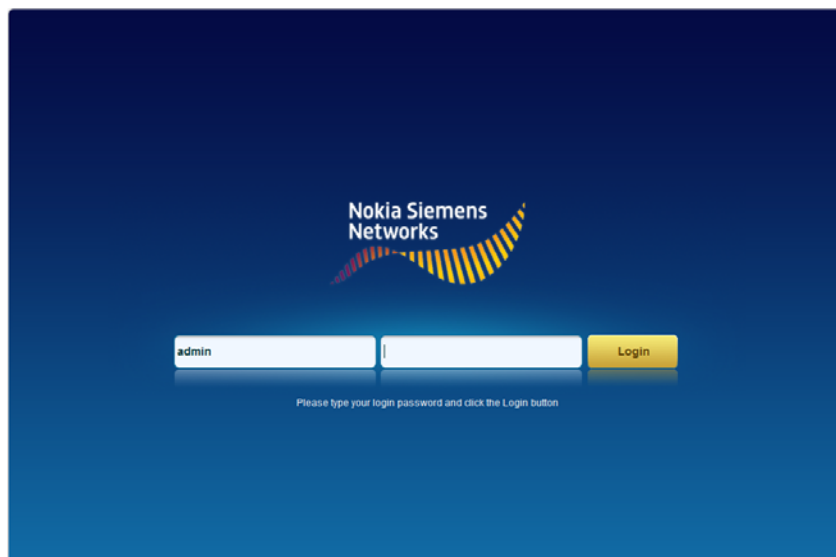 Nokia Siemens
Networks
admin
Login
Please type your login password and click the Login button